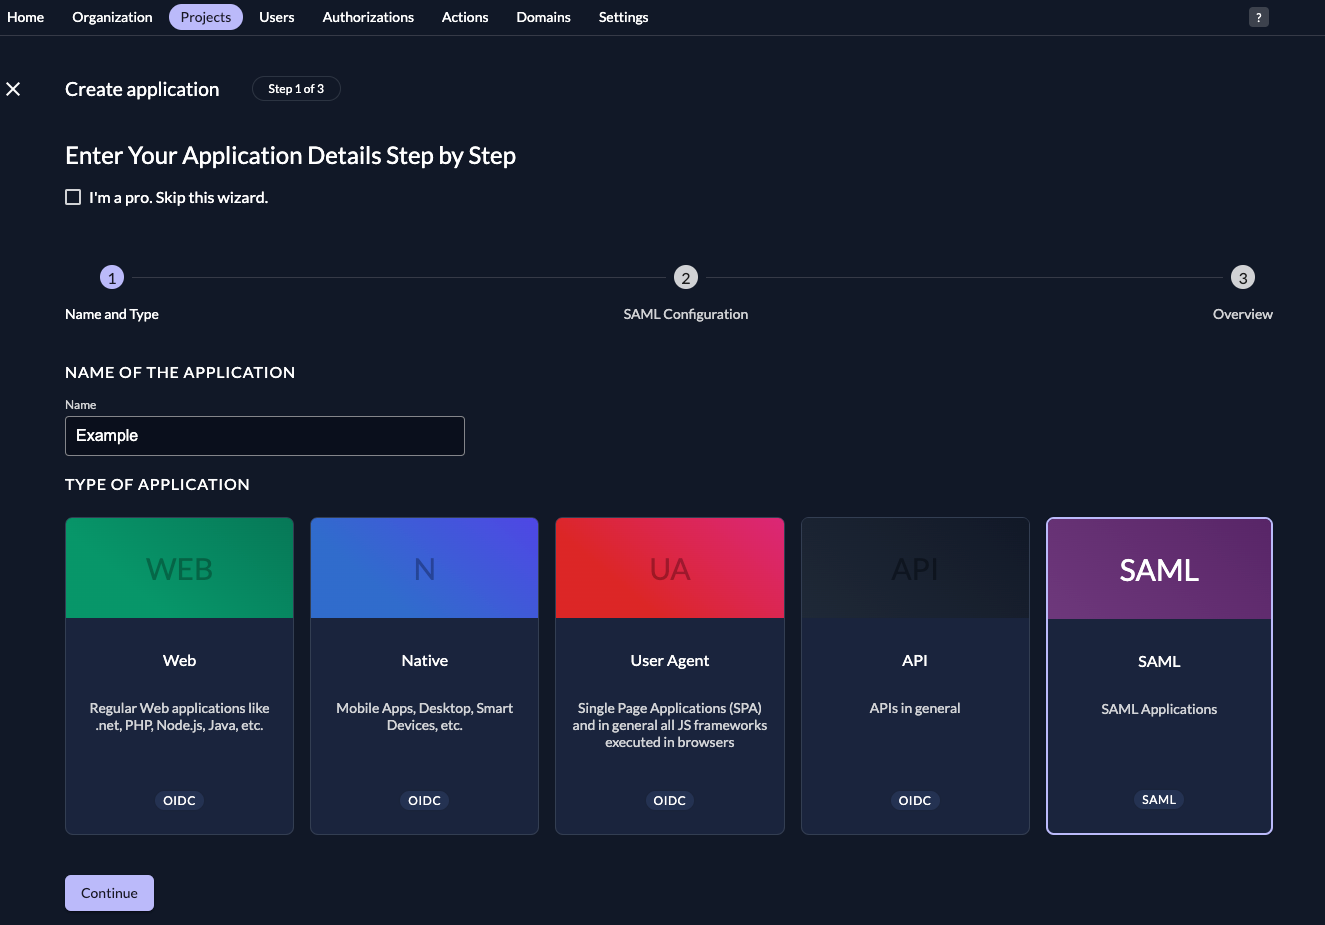 Home Organization Projects Users Authorizations Actions Domains Settings ?
Create application Step 1 of 3
Enter Your Application Details Step by Step
I'm a pro. Skip this wizard.
1 2 3
Name and Type SAML Configuration Overview
NAME OF THE APPLICATION
Name
Example
TYPE OF APPLICATION
WEB
Web
Regular Web applications like
.net, PHP, Node.js, Java, etc.
OIDC
N
Native
Mobile Apps, Desktop, Smart
Devices, etc.
OIDC
UA
User Agent
Single Page Applications (SPA)
and in general all JS frameworks
executed in browsers
OIDC
API
API
APIs in general
OIDC
SAML
SAML
SAML Applications
SAML
Continue